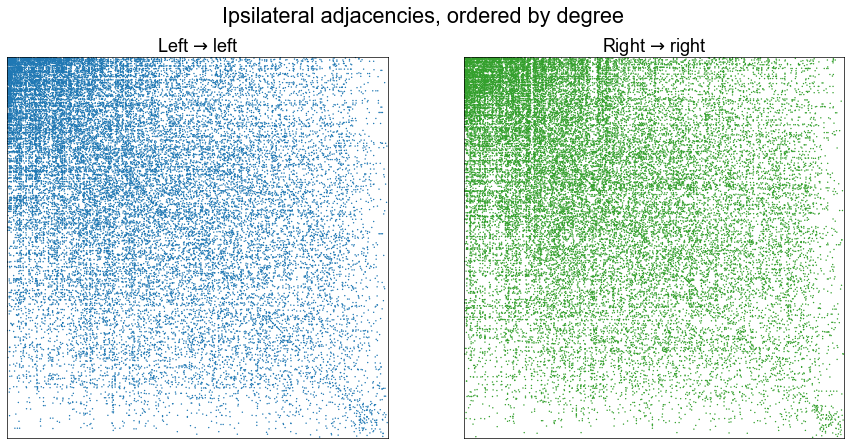 Ipsilateral adjacencies, ordered by degree
Left → left
Right → right